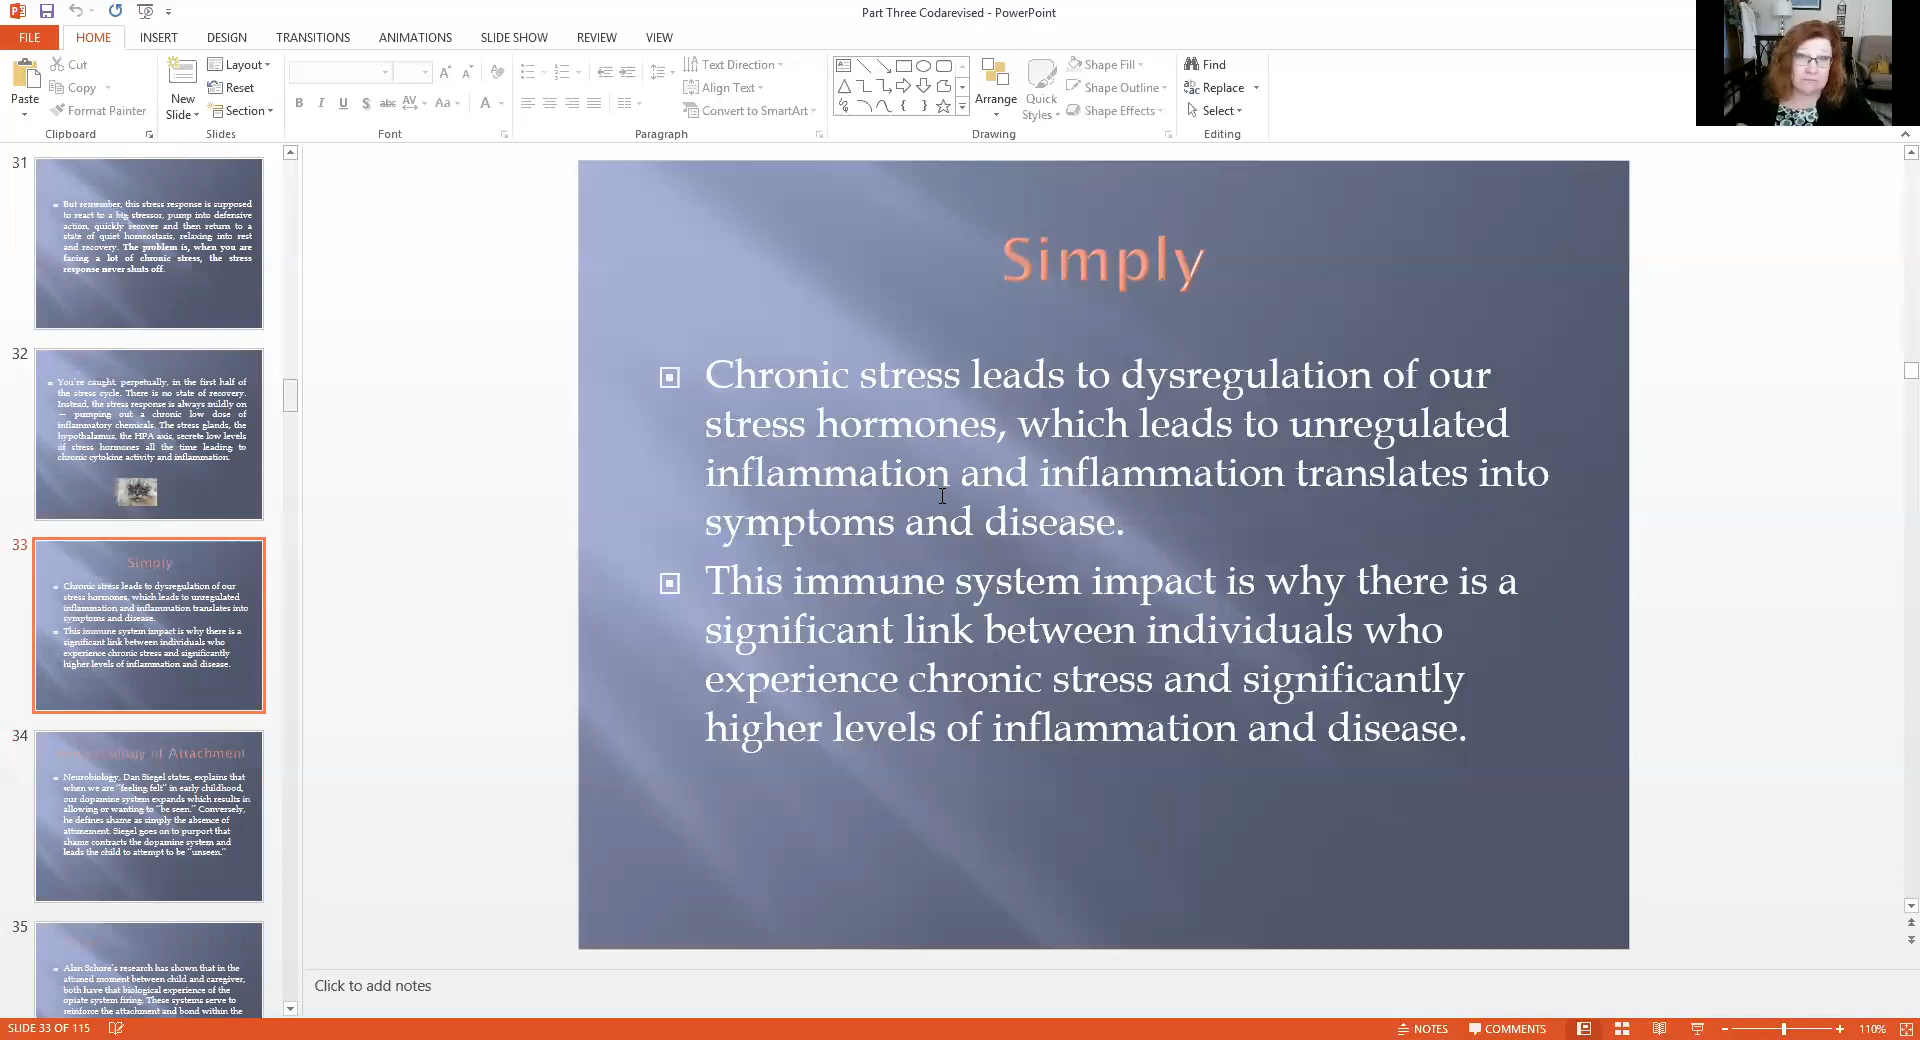 Part Three Codarevised - PowerPoint
FILE HOME INSERT DESIGN TRANSITIONS ANIMATIONS SLIDE SHOW REVIEW VIEW
Paste
Cut
Copy
Format Painter
Clipboard
New
Slide
Layout
Reset
Section
Slides
B I U S abc AV Aa A
Font
Text Direction
Align Text
Convert to SmartArt
Paragraph
Arrange
Quick
Styles
Shape Fill
Shape Outline
Shape Effects
Drawing
Find
Replace
Select
Editing
31
But remember, this stress response is supposed
to react to a big stressor, pump into defensive
action, quickly recover and then return to a
state of quiet homeostasis, relaxing into rest
and recovery. The problem is, when you are
facing a lot of chronic stress, the stress
response never shuts off.
32
You're caught, perpetually, in the first half of
the stress cycle. There is no state of recovery.
Instead, the stress response is always mildly on
— pumping out a chronic low dose of
inflammatory chemicals. The stress glands, the
hypothalamus, the HPA axis, secrete low levels
of stress hormones all the time leading to
chronic cytokine activity and inflammation.
33
Simply
Chronic stress leads to dysregulation of our
stress hormones, which leads to unregulated
inflammation and inflammation translates into
symptoms and disease.
This immune system impact is why there is a
significant link between individuals who
experience chronic stress and significantly
higher levels of inflammation and disease.
34
of Attachment
Neurobiology, Dan Siegel states, explains that
when we are "feeling felt" in early childhood,
our dopamine system expands which results in
allowing or wanting to "be seen." Conversely,
he defines shame as simply the absence of
attunement. Siegel goes on to purport that
shame contracts the dopamine system and
leads the child to attempt to be "unseen."
35
Alan Schore's research has shown that in the
attuned moment between child and caregiver,
both have that biological experience of the
opiate system firing. These systems serve to
reinforce the attachment and bond within the
Simply
Chronic stress leads to dysregulation of our
stress hormones, which leads to unregulated
inflammation and inflammation translates into
symptoms and disease.
This immune system impact is why there is a
significant link between individuals who
experience chronic stress and significantly
higher levels of inflammation and disease.
Click to add notes
SLIDE 33 OF 115
NOTES COMMENTS 110%